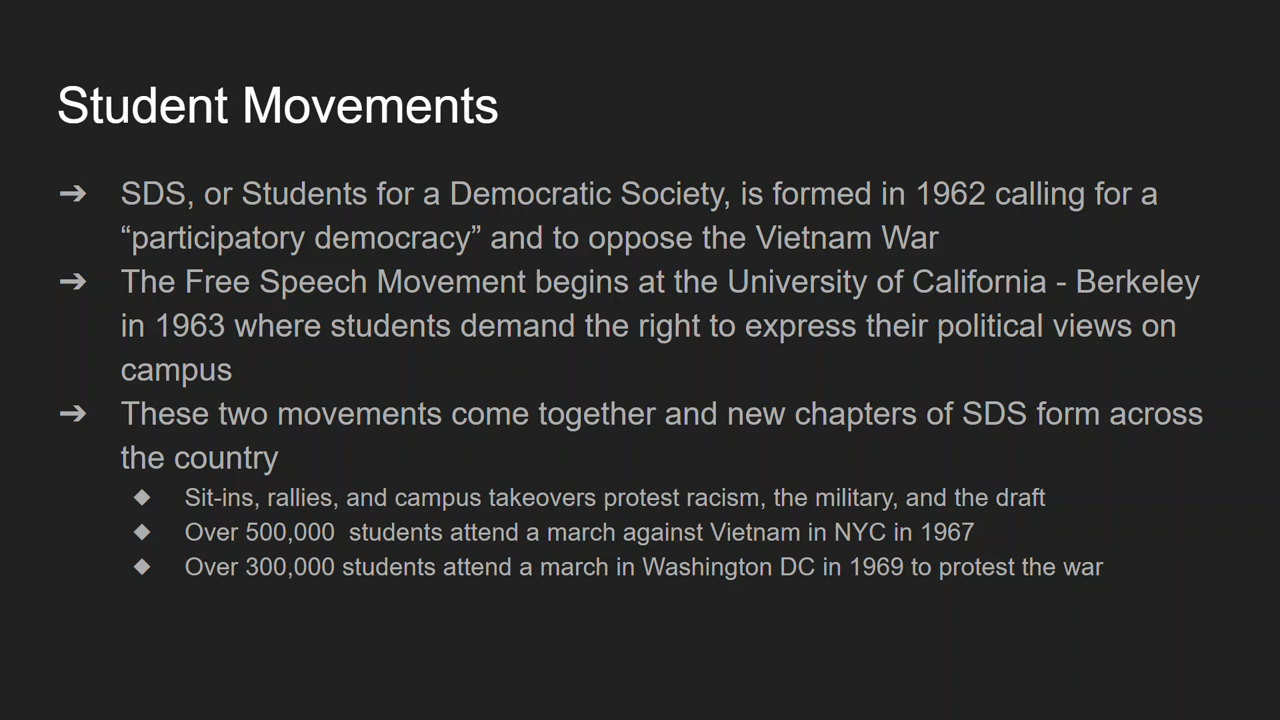 Student Movements
➔ SDS, or Students for a Democratic Society, is formed in 1962 calling for a
“participatory democracy” and to oppose the Vietnam War
➔ The Free Speech Movement begins at the University of California - Berkeley
in 1963 where students demand the right to express their political views on
campus
➔ These two movements come together and new chapters of SDS form across
the country
◆ Sit-ins, rallies, and campus takeovers protest racism, the military, and the draft
◆ Over 500,000  students attend a march against Vietnam in NYC in 1967
◆ Over 300,000 students attend a march in Washington DC in 1969 to protest the war